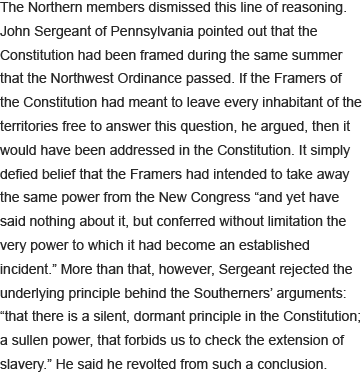 The Northern members dismissed this line of reasoning.
John Sergeant of Pennsylvania pointed out that the
Constitution had been framed during the same summer
that the Northwest Ordinance passed. If the Framers of
the Constitution had meant to leave every inhabitant of the
territories free to answer this question, he argued, then it
would have been addressed in the Constitution. It simply
defied belief that the Framers had intended to take away
the same power from the New Congress “and yet have
said nothing about it, but conferred without limitation the
very power to which it had become an established
incident.” More than that, however, Sergeant rejected the
underlying principle behind the Southerners’ arguments:
“that there is a silent, dormant principle in the Constitution;
a sullen power, that forbids us to check the extension of
slavery.” He said he revolted from such a conclusion.